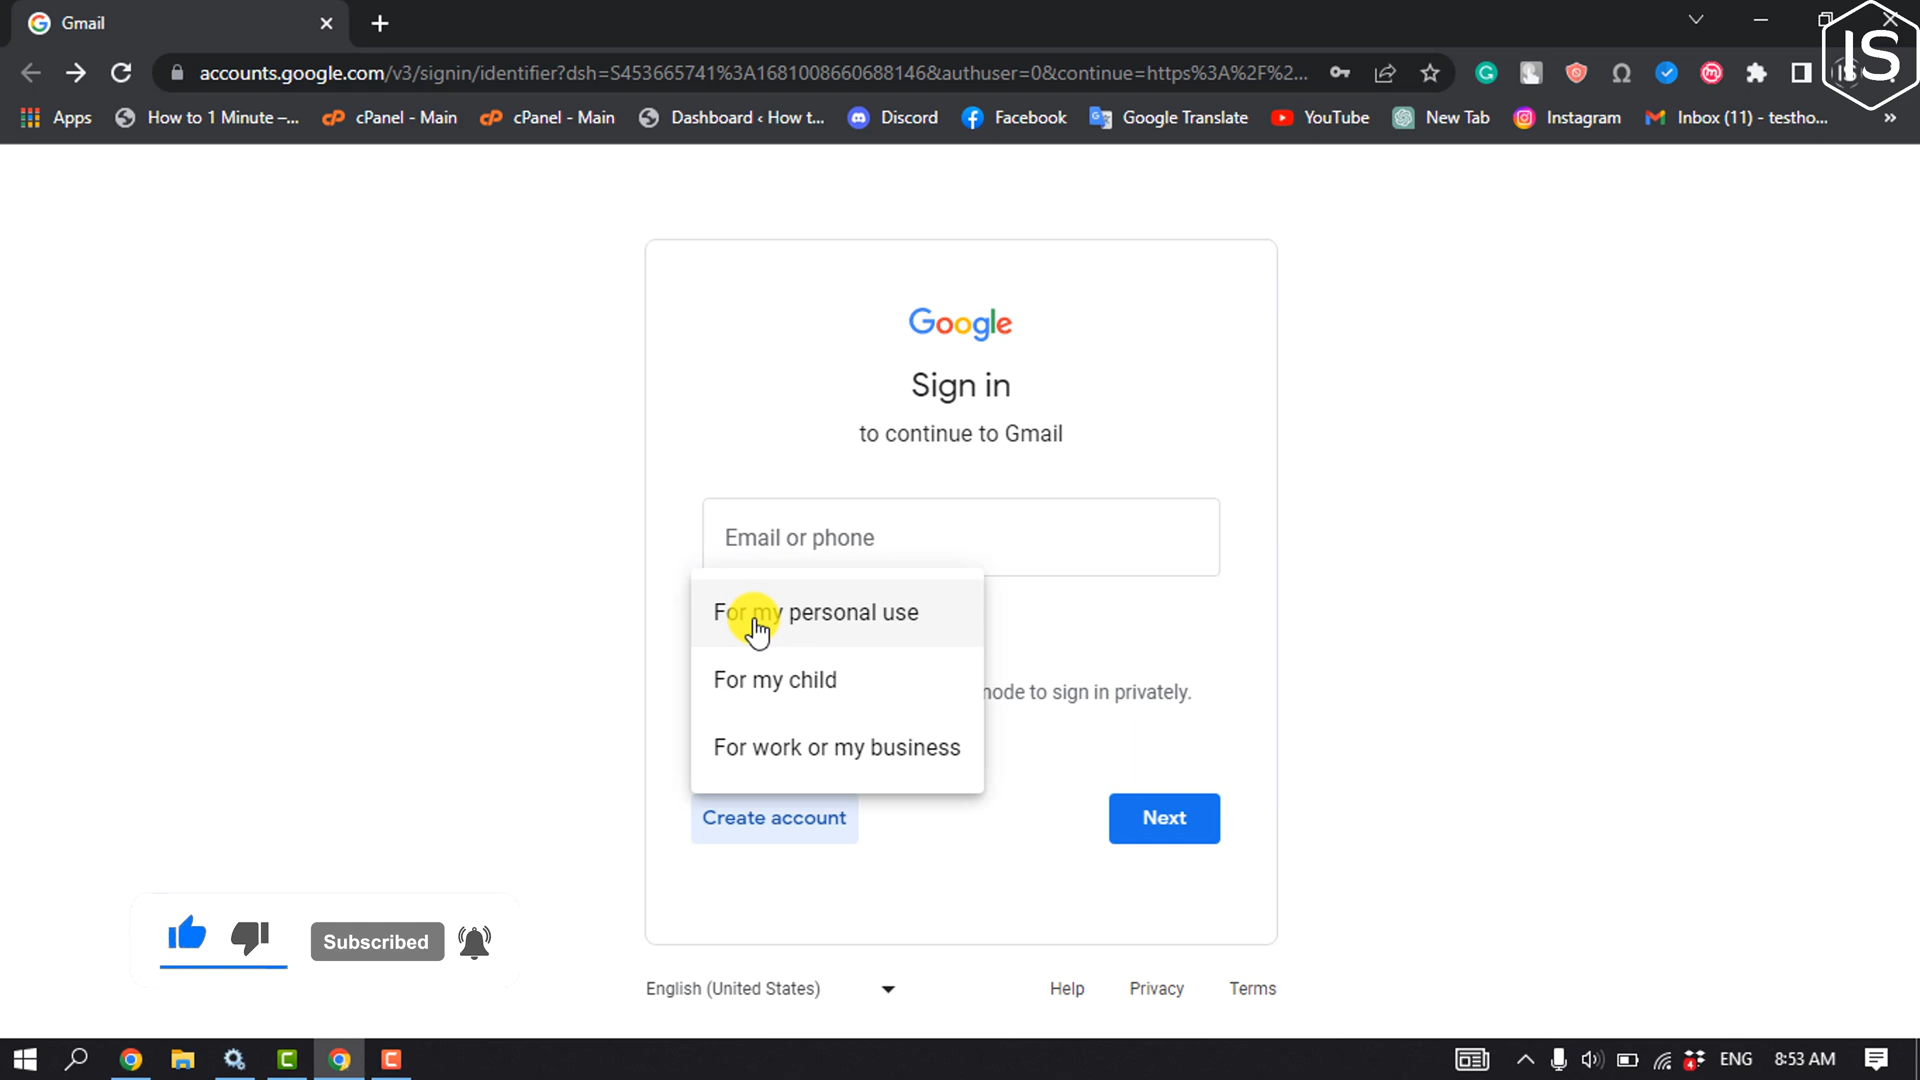 Gmail
accounts.google.com/v3/signin/identifier?dsh=S453665741%3A1681008660688146&authuser=0&continue=https%3A%2F%2...
IS
Apps
How to 1 Minute –...
cPanel - Main
cPanel - Main
Dashboard ‹ How t...
Discord
Facebook
Google Translate
YouTube
New Tab
Instagram
Inbox (11) - testho...
»
Google
Sign in
to continue to Gmail
Email or phone
For my personal use
For my child
mode to sign in privately.
For work or my business
Create account
Next
Subscribed
English (United States)
Help
Privacy
Terms
4
ENG
8:53 AM